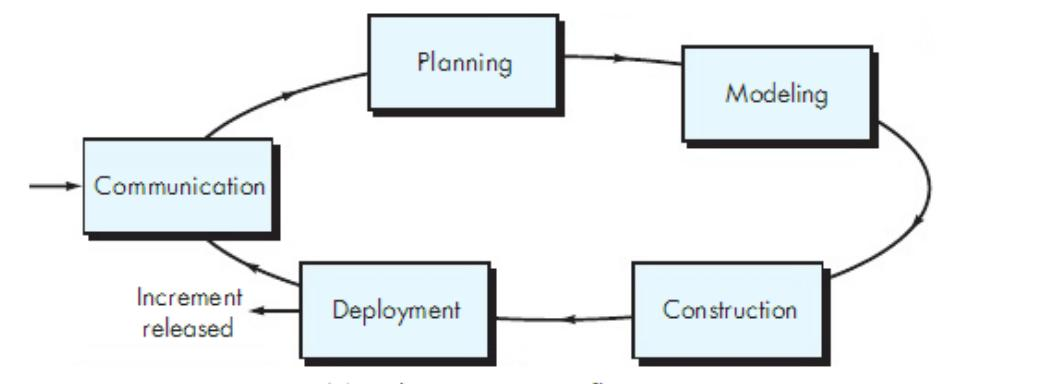 Planning
Modeling
Communication
Increment
released
Deployment
Construction